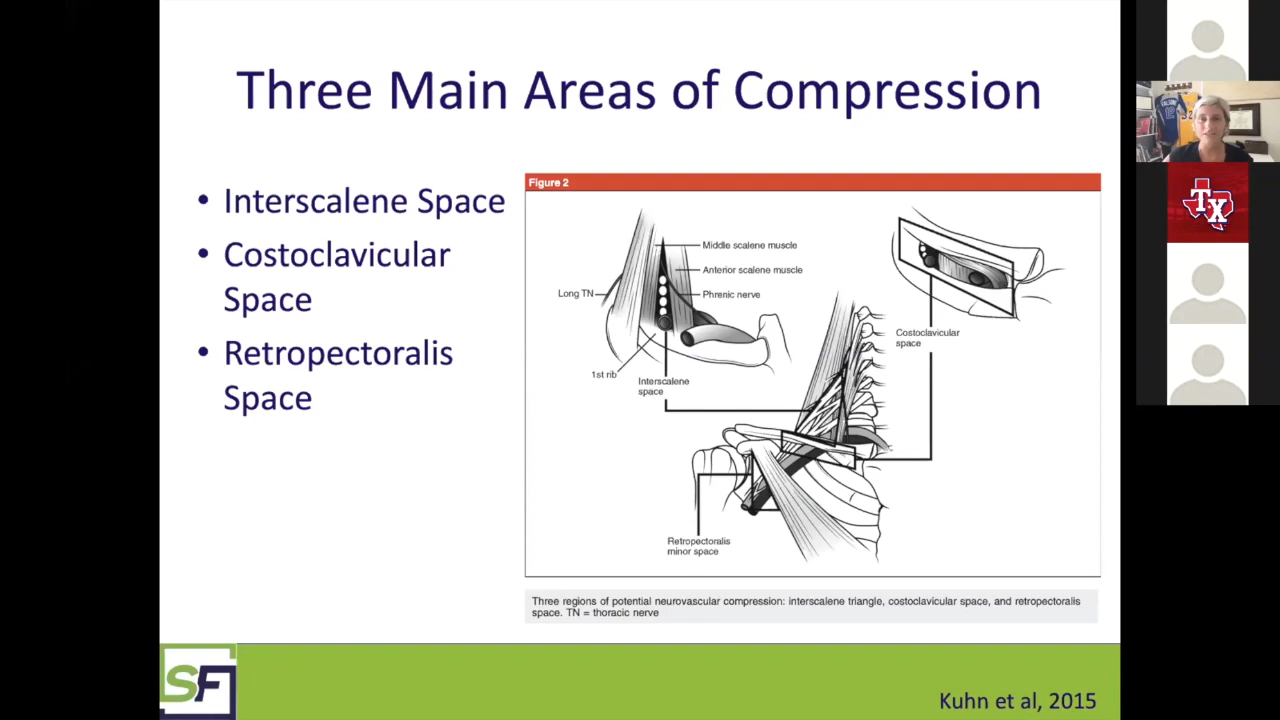 Three Main Areas of Compression
• Interscalene Space
• Costoclavicular
Space
• Retropectoralis
Space
Figure 2
Middle scalene muscle
Anterior scalene muscle
Long TN
Phrenic nerve
1st rib
Interscalene
space
Costoclavicular
space
Retropectoralis
minor space
Three regions of potential neurovascular compression: interscalene triangle, costoclavicular space, and retropectoralis
space. TN = thoracic nerve
SF
Kuhn et al, 2015
12
TX